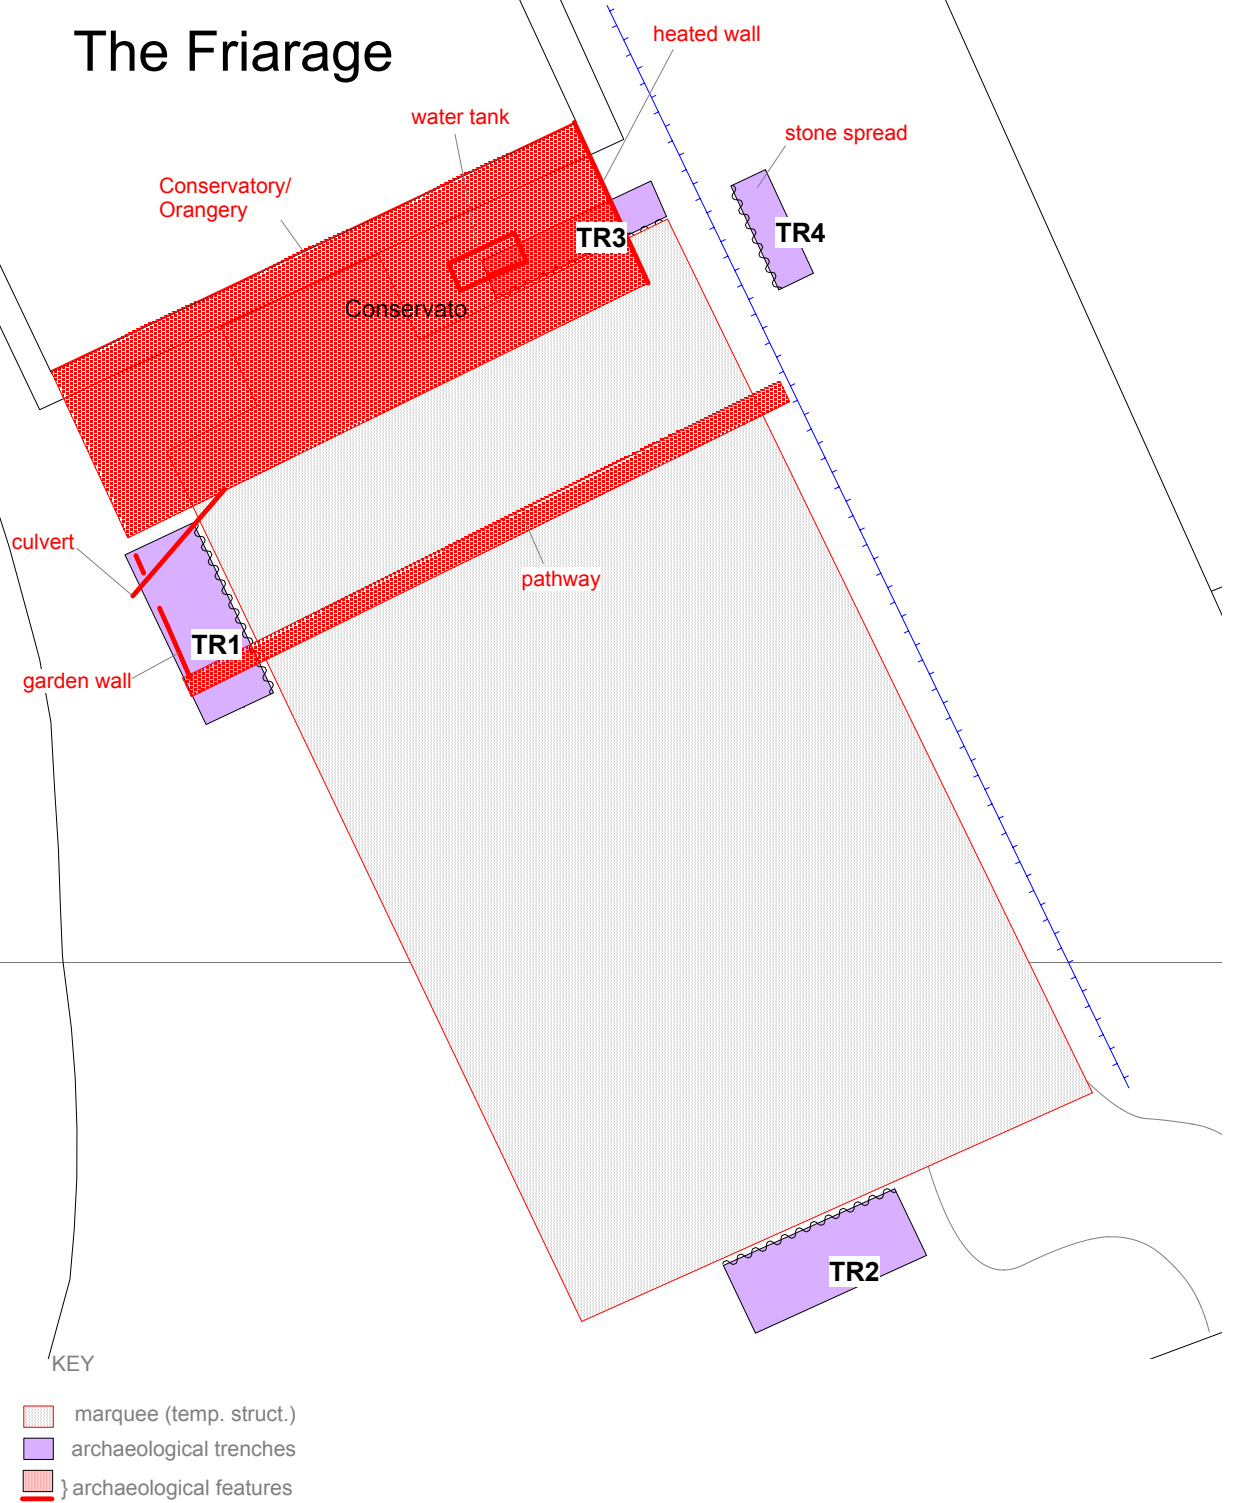 The Friarage
heated wall
water tank
stone spread
Conservatory/
Orangery
TR3
TR4
Conservato
culvert
pathway
TR1
garden wall
TR2
KEY
marquee (temp. struct.)
archaeological trenches
} archaeological features